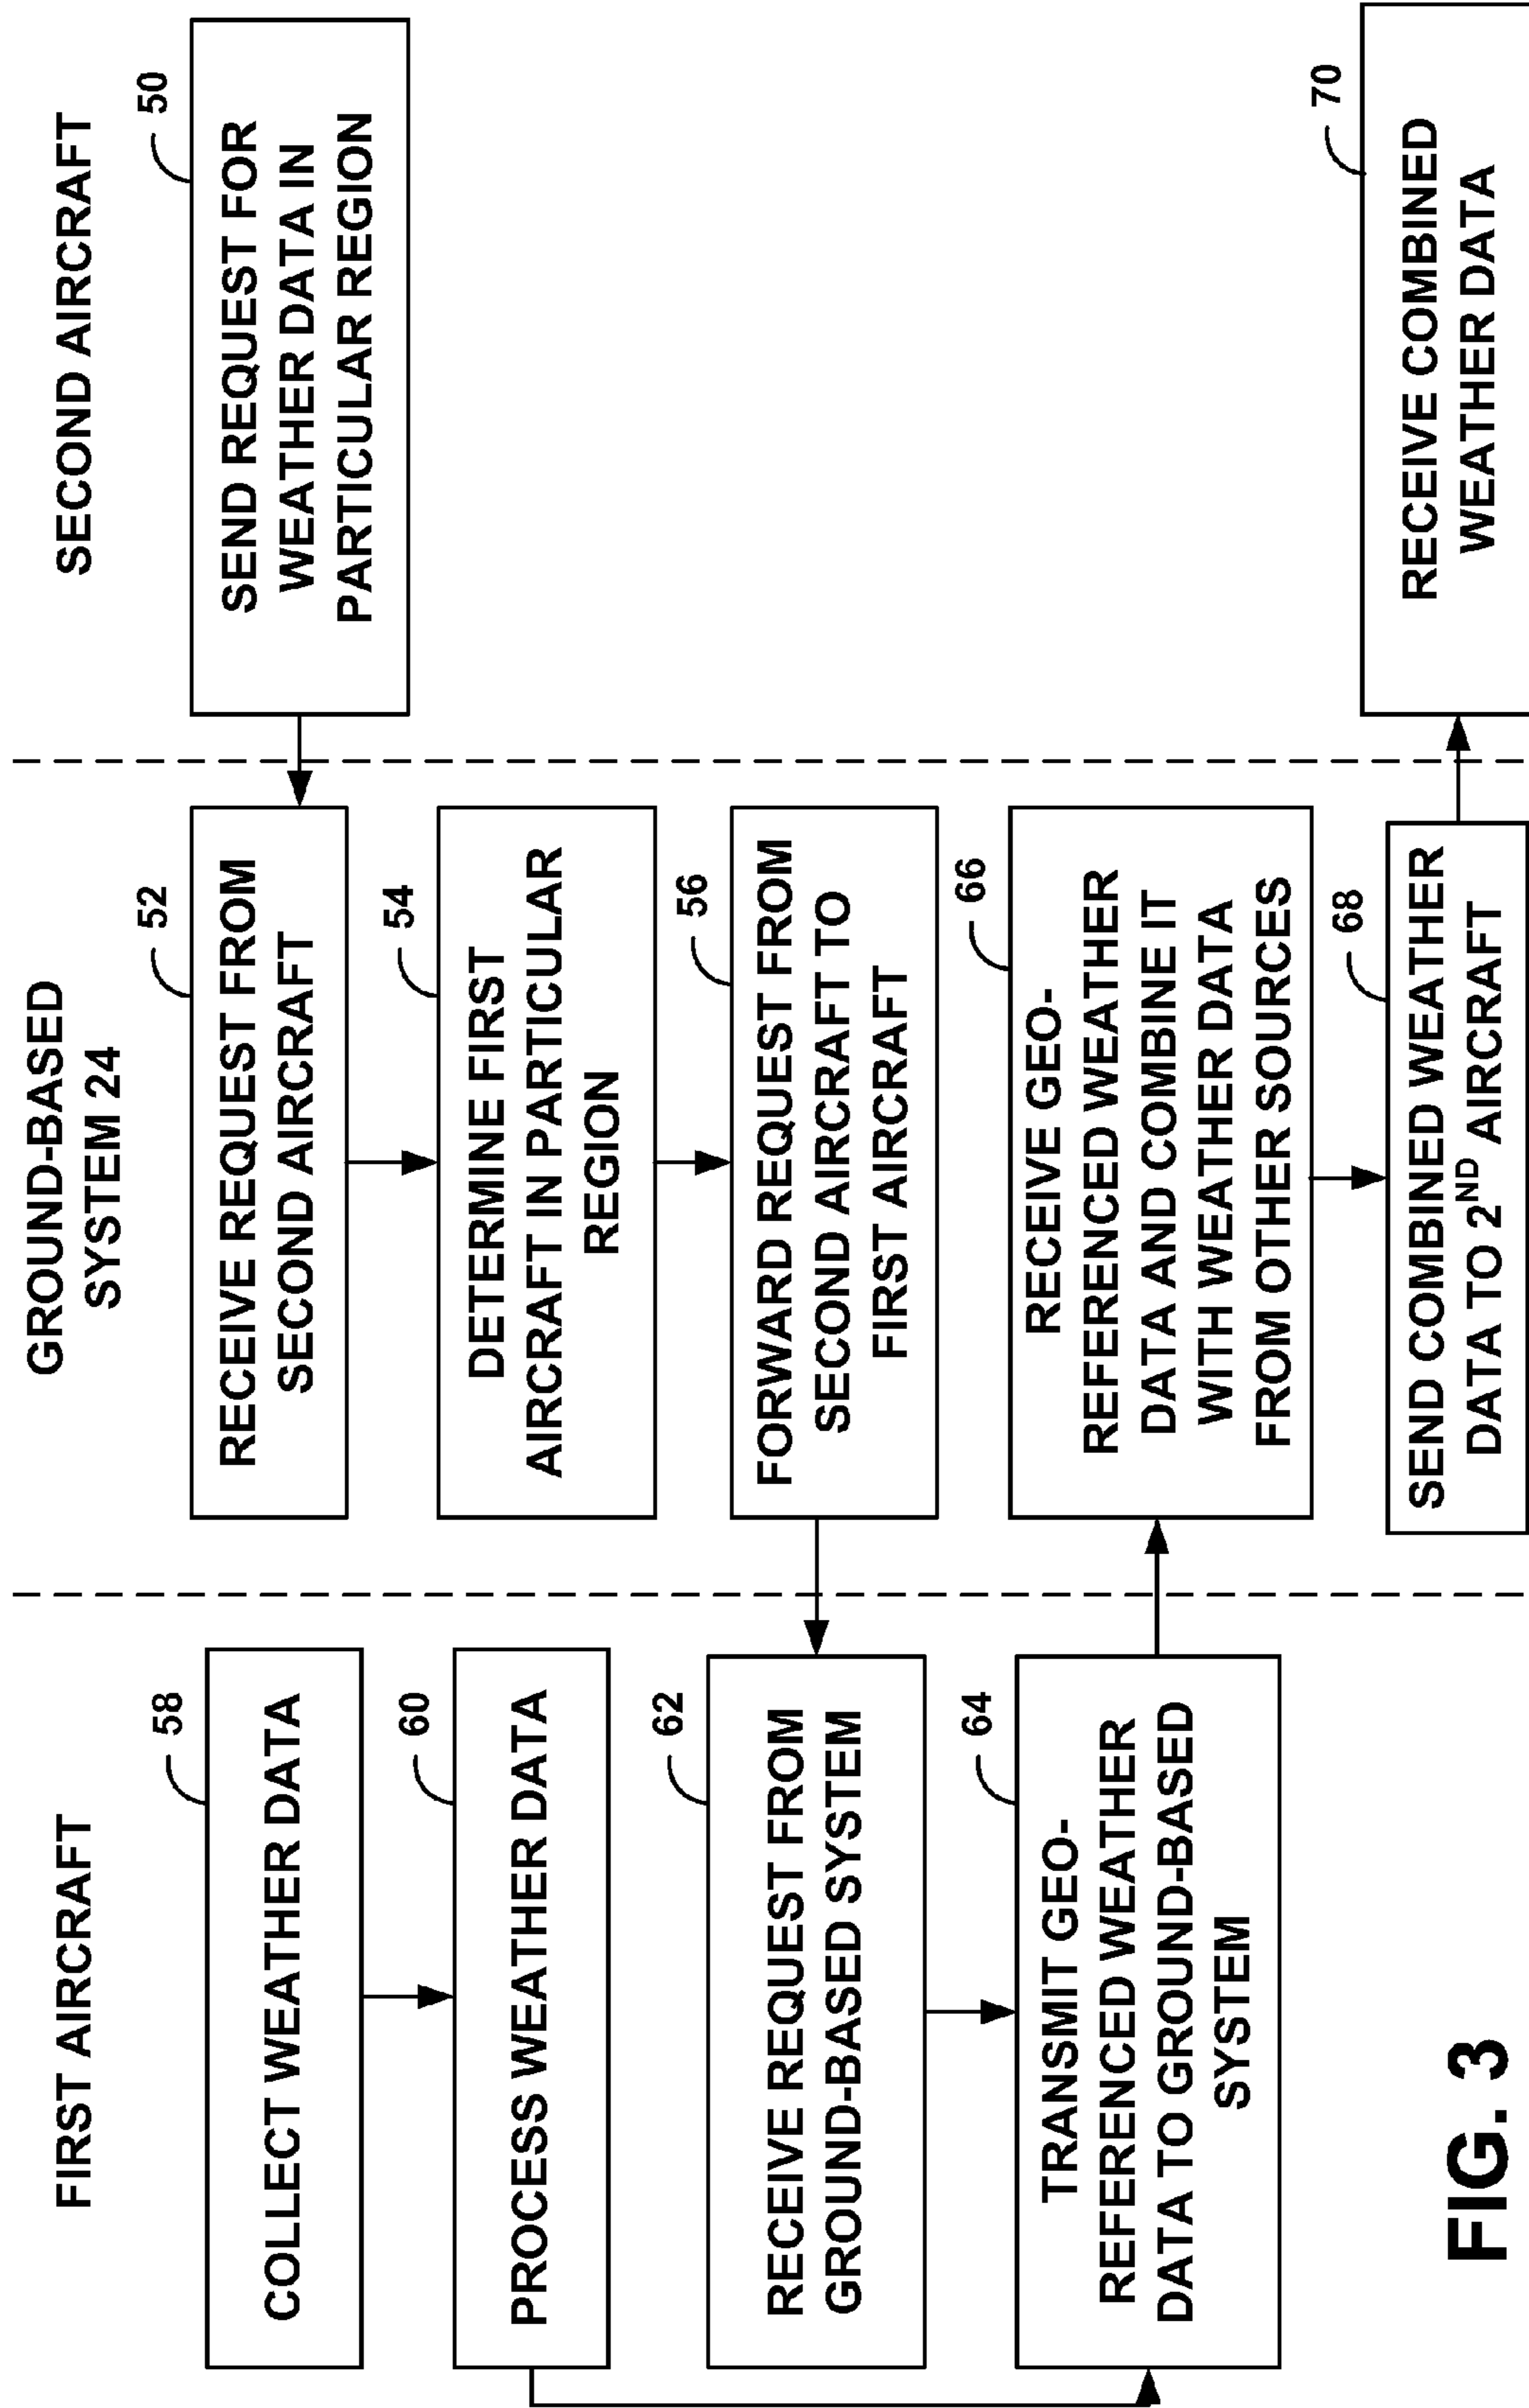 FIRST AIRCRAFT
58
COLLECT WEATHER DATA
60
PROCESS WEATHER DATA
62
RECEIVE REQUEST FROM
GROUND-BASED SYSTEM
64
TRANSMIT GEO-
REFERENCED WEATHER
DATA TO GROUND-BASED
SYSTEM
GROUND-BASED
SYSTEM 24
52
RECEIVE REQUEST FROM
SECOND AIRCRAFT
54
DETERMINE FIRST
AIRCRAFT IN PARTICULAR
REGION
56
FORWARD REQUEST FROM
SECOND AIRCRAFT TO
FIRST AIRCRAFT
66
RECEIVE GEO-
REFERENCED WEATHER
DATA AND COMBINE IT
WITH WEATHER DATA
FROM OTHER SOURCES
68
SEND COMBINED WEATHER
DATA TO 2ND AIRCRAFT
SECOND AIRCRAFT
50
SEND REQUEST FOR
WEATHER DATA IN
PARTICULAR REGION
70
RECEIVE COMBINED
WEATHER DATA
FIG. 3